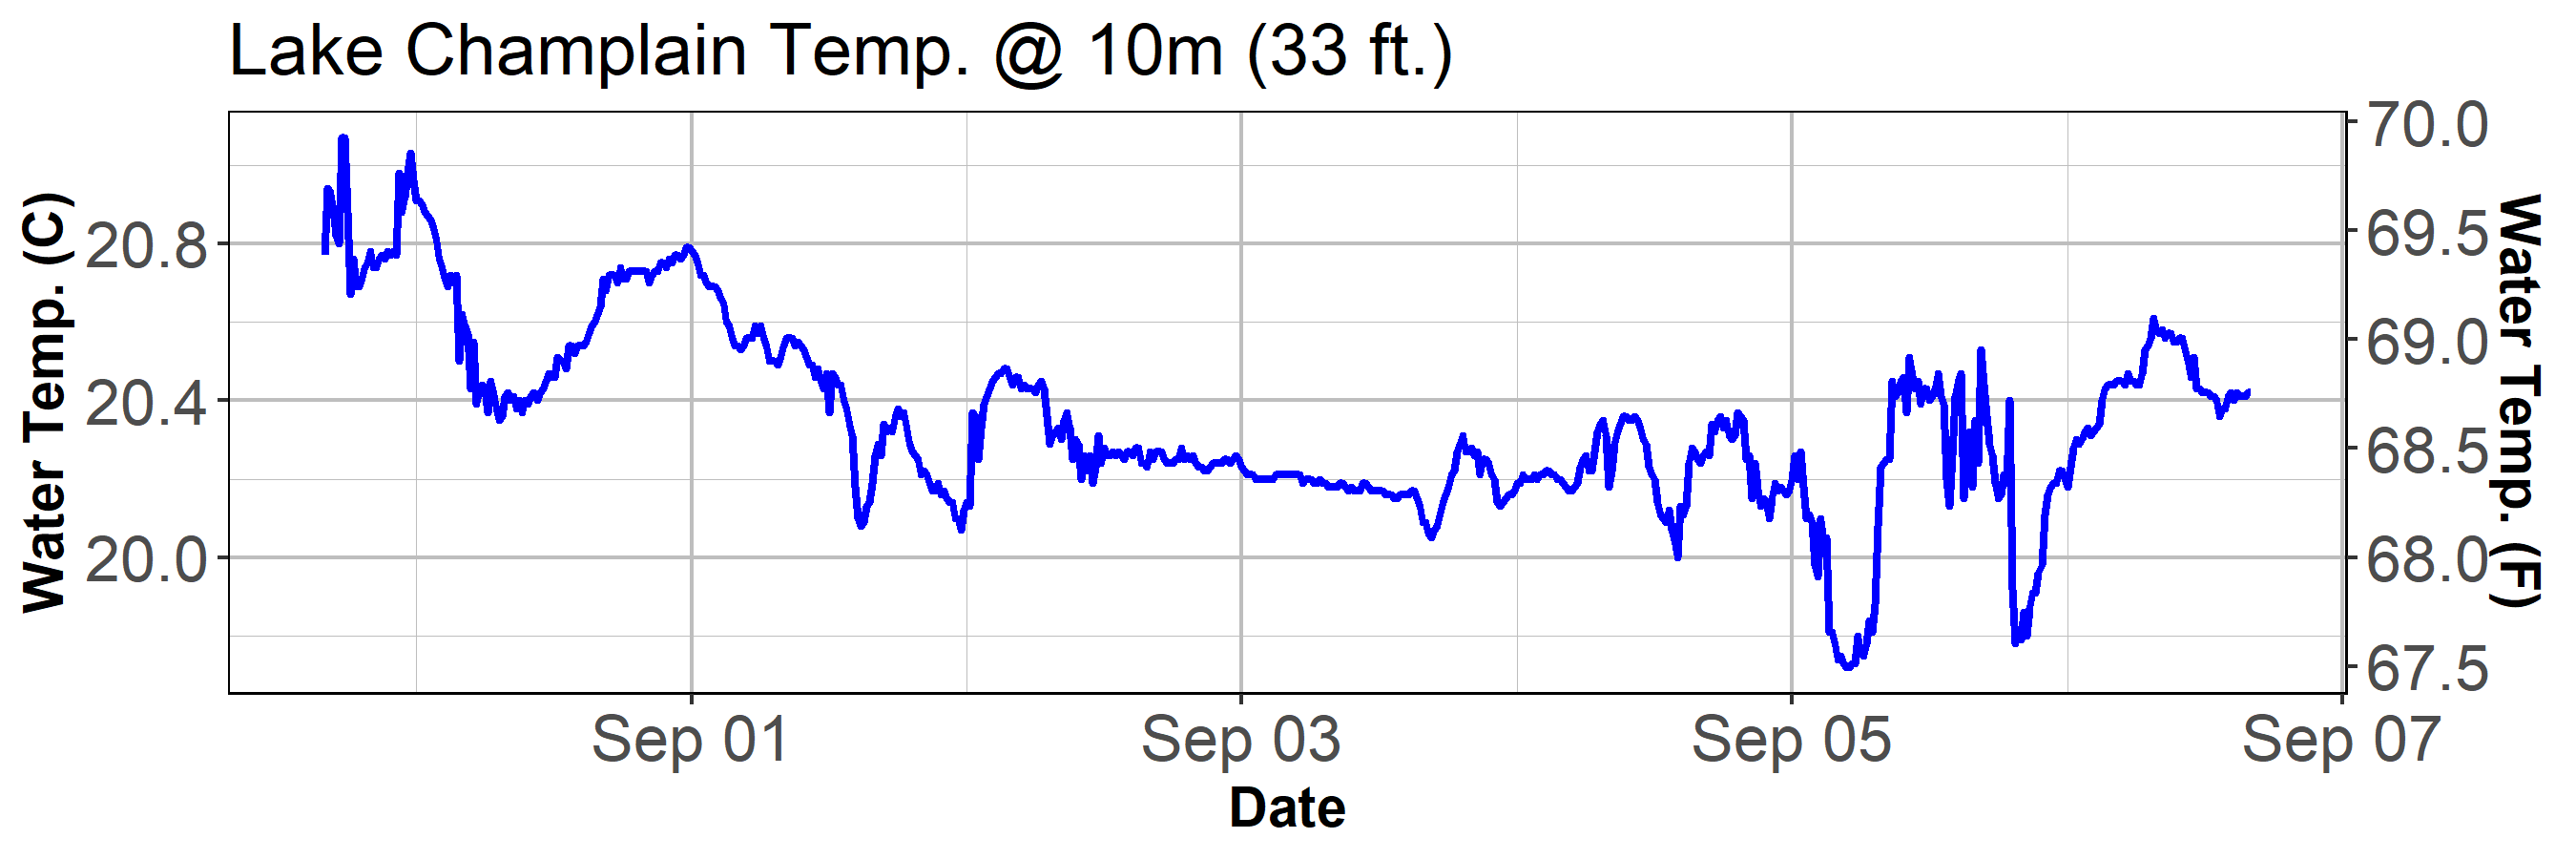 Lake Champlain Temp. @ 10m (33 ft.)
Water Temp. (C)
20.8
20.4
20.0
70.0
69.5
69.0
68.5
68.0
67.5
Water Temp. (F)
Sep 01
Sep 03
Sep 05
Sep 07
Date